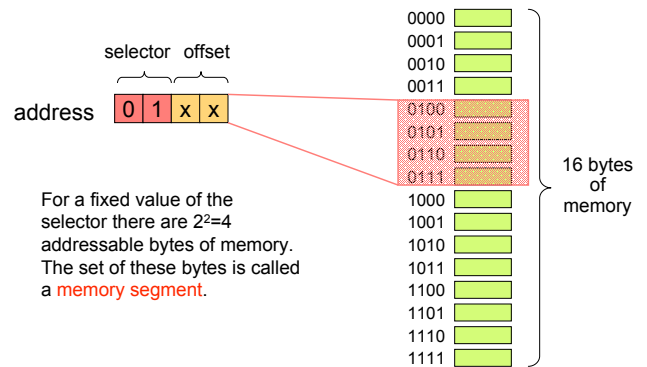 selector offset
address 0 1 x x
For a fixed value of the
selector there are 2²=4
addressable bytes of memory.
The set of these bytes is called
a memory segment.
0000
0001
0010
0011
0100
0101
0110
0111
1000
1001
1010
1011
1100
1101
1110
1111
16 bytes
of
memory